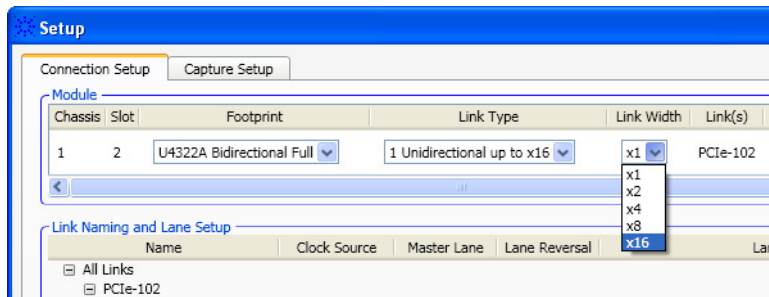 Setup
Connection Setup Capture Setup
Module
Chassis Slot Footprint Link Type Link Width Link(s)
1 2 U4322A Bidirectional Full 1 Unidirectional up to x16 x1 PCIe-102
x1
x2
x4
x8
x16
Link Naming and Lane Setup
Name Clock Source Master Lane Lane Reversal La
All Links
PCIe-102